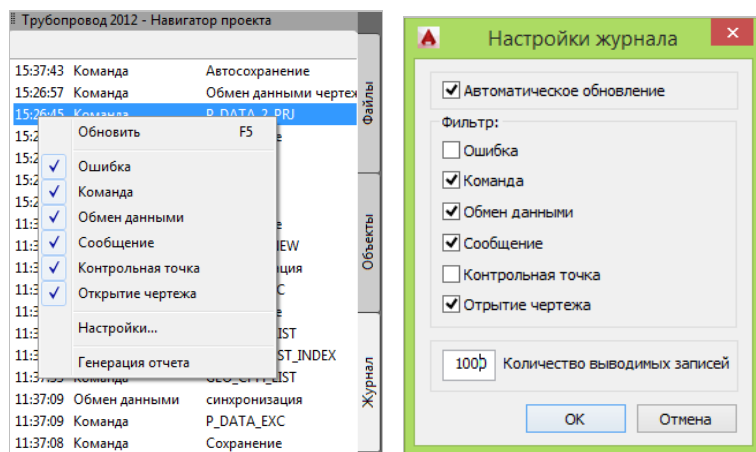 Трубопровод 2012 - Навигатор проекта
15:37:43 Команда Автосохранение
15:26:57 Команда Обмен данными чертеж
15:26:45 Команда P_DATA_2_PRJ
Обновить F5
Ошибка
Команда
Обмен данными
Сообщение
Контрольная точка
Открытие чертежа
Настройки...
Генерация отчета
11:37:09 Обмен данными синхронизация
11:37:09 Команда P_DATA_EXC
11:37:08 Команда Сохранение
Файлы
Объекты
Журнал
Настройки журнала
Автоматическое обновление
Фильтр:
Ошибка
Команда
Обмен данными
Сообщение
Контрольная точка
Отрытие чертежа
1000 Количество выводимых записей
OK Отмена